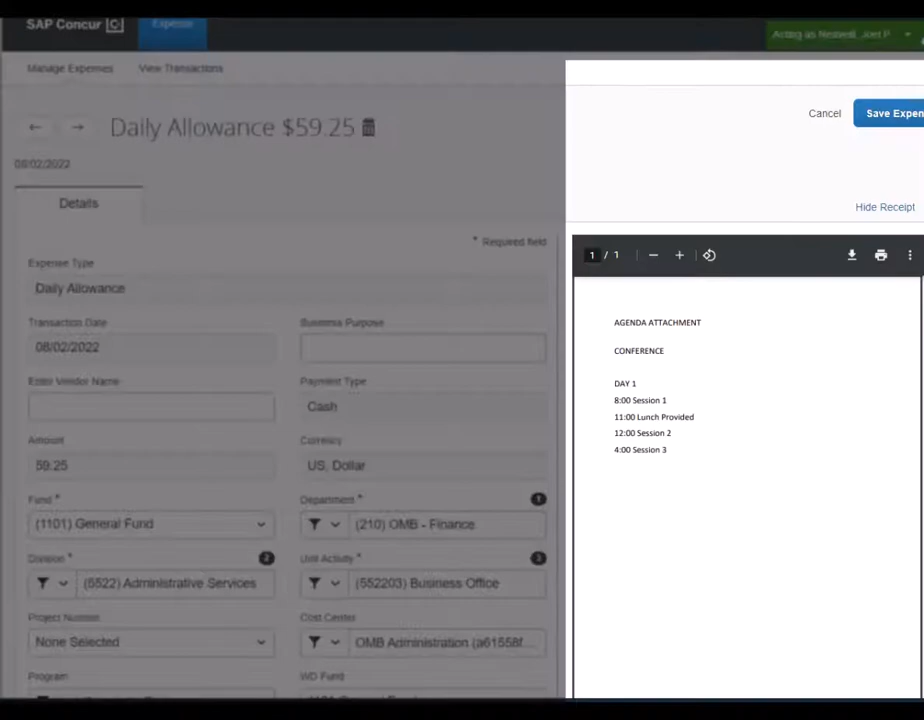 SAP Concur C
Expense
Acting as
Manage Expenses
View Transactions
Cancel
Save Expen
← → Daily Allowance $59.25
08/02/2022
Details
Hide Receipt
* Required field
1 / 1
Expense Type
Daily Allowance
Transaction Date
08/02/2022
Business Purpose
Enter Vendor Name
Payment Type
Cash
Amount
59.25
Currency
US, Dollar
Fund *
(1101) General Fund
Department *
1
(210) OMB - Finance
Division *
2
(5522) Administrative Services
Unit Activity *
3
(552203) Business Office
Project Number
None Selected
Cost Center
OMB Administration (a61558f...
Program
WD Fund
AGENDA ATTACHMENT
CONFERENCE
DAY 1
8:00 Session 1
11:00 Lunch Provided
12:00 Session 2
4:00 Session 3